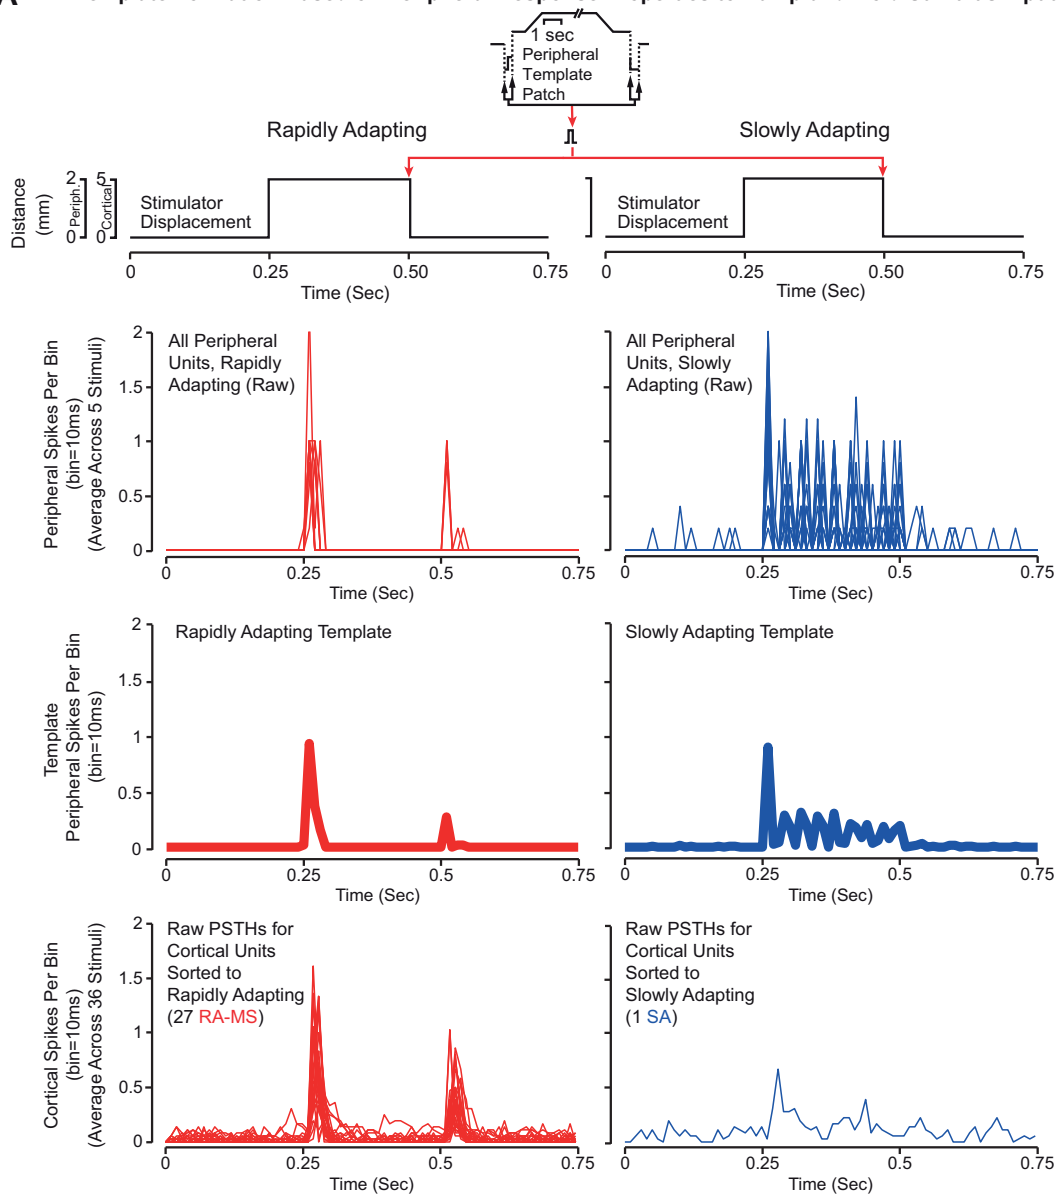 1 sec
Peripheral
Template
Patch
Rapidly Adapting
Slowly Adapting
Distance
(mm)
2
0
Periph.
5
0
Cortical
Stimulator
Displacement
Stimulator
Displacement
0 0.25 0.50 0.75
Time (Sec)
0 0.25 0.50 0.75
Time (Sec)
Peripheral Spikes Per Bin
(bin=10ms)
(Average Across 5 Stimuli)
2
1.5
1
0.5
0
All Peripheral
Units, Rapidly
Adapting (Raw)
0 0.25 0.5 0.75
Time (Sec)
All Peripheral
Units, Slowly
Adapting (Raw)
0 0.25 0.5 0.75
Time (Sec)
Template
Peripheral Spikes Per Bin
(bin=10ms)
2
1.5
1
0.5
0
Rapidly Adapting Template
0 0.25 0.5 0.75
Time (Sec)
Slowly Adapting Template
0 0.25 0.5 0.75
Time (Sec)
Cortical Spikes Per Bin
(bin=10ms)
(Average Across 36 Stimuli)
2
1.5
1
0.5
0
Raw PSTHs for
Cortical Units
Sorted to
Rapidly Adapting
(27 RA-MS)
0 0.25 0.5 0.75
Time (Sec)
Raw PSTHs for
Cortical Units
Sorted to
Slowly Adapting
(1 SA)
0 0.25 0.5 0.75
Time (Sec)